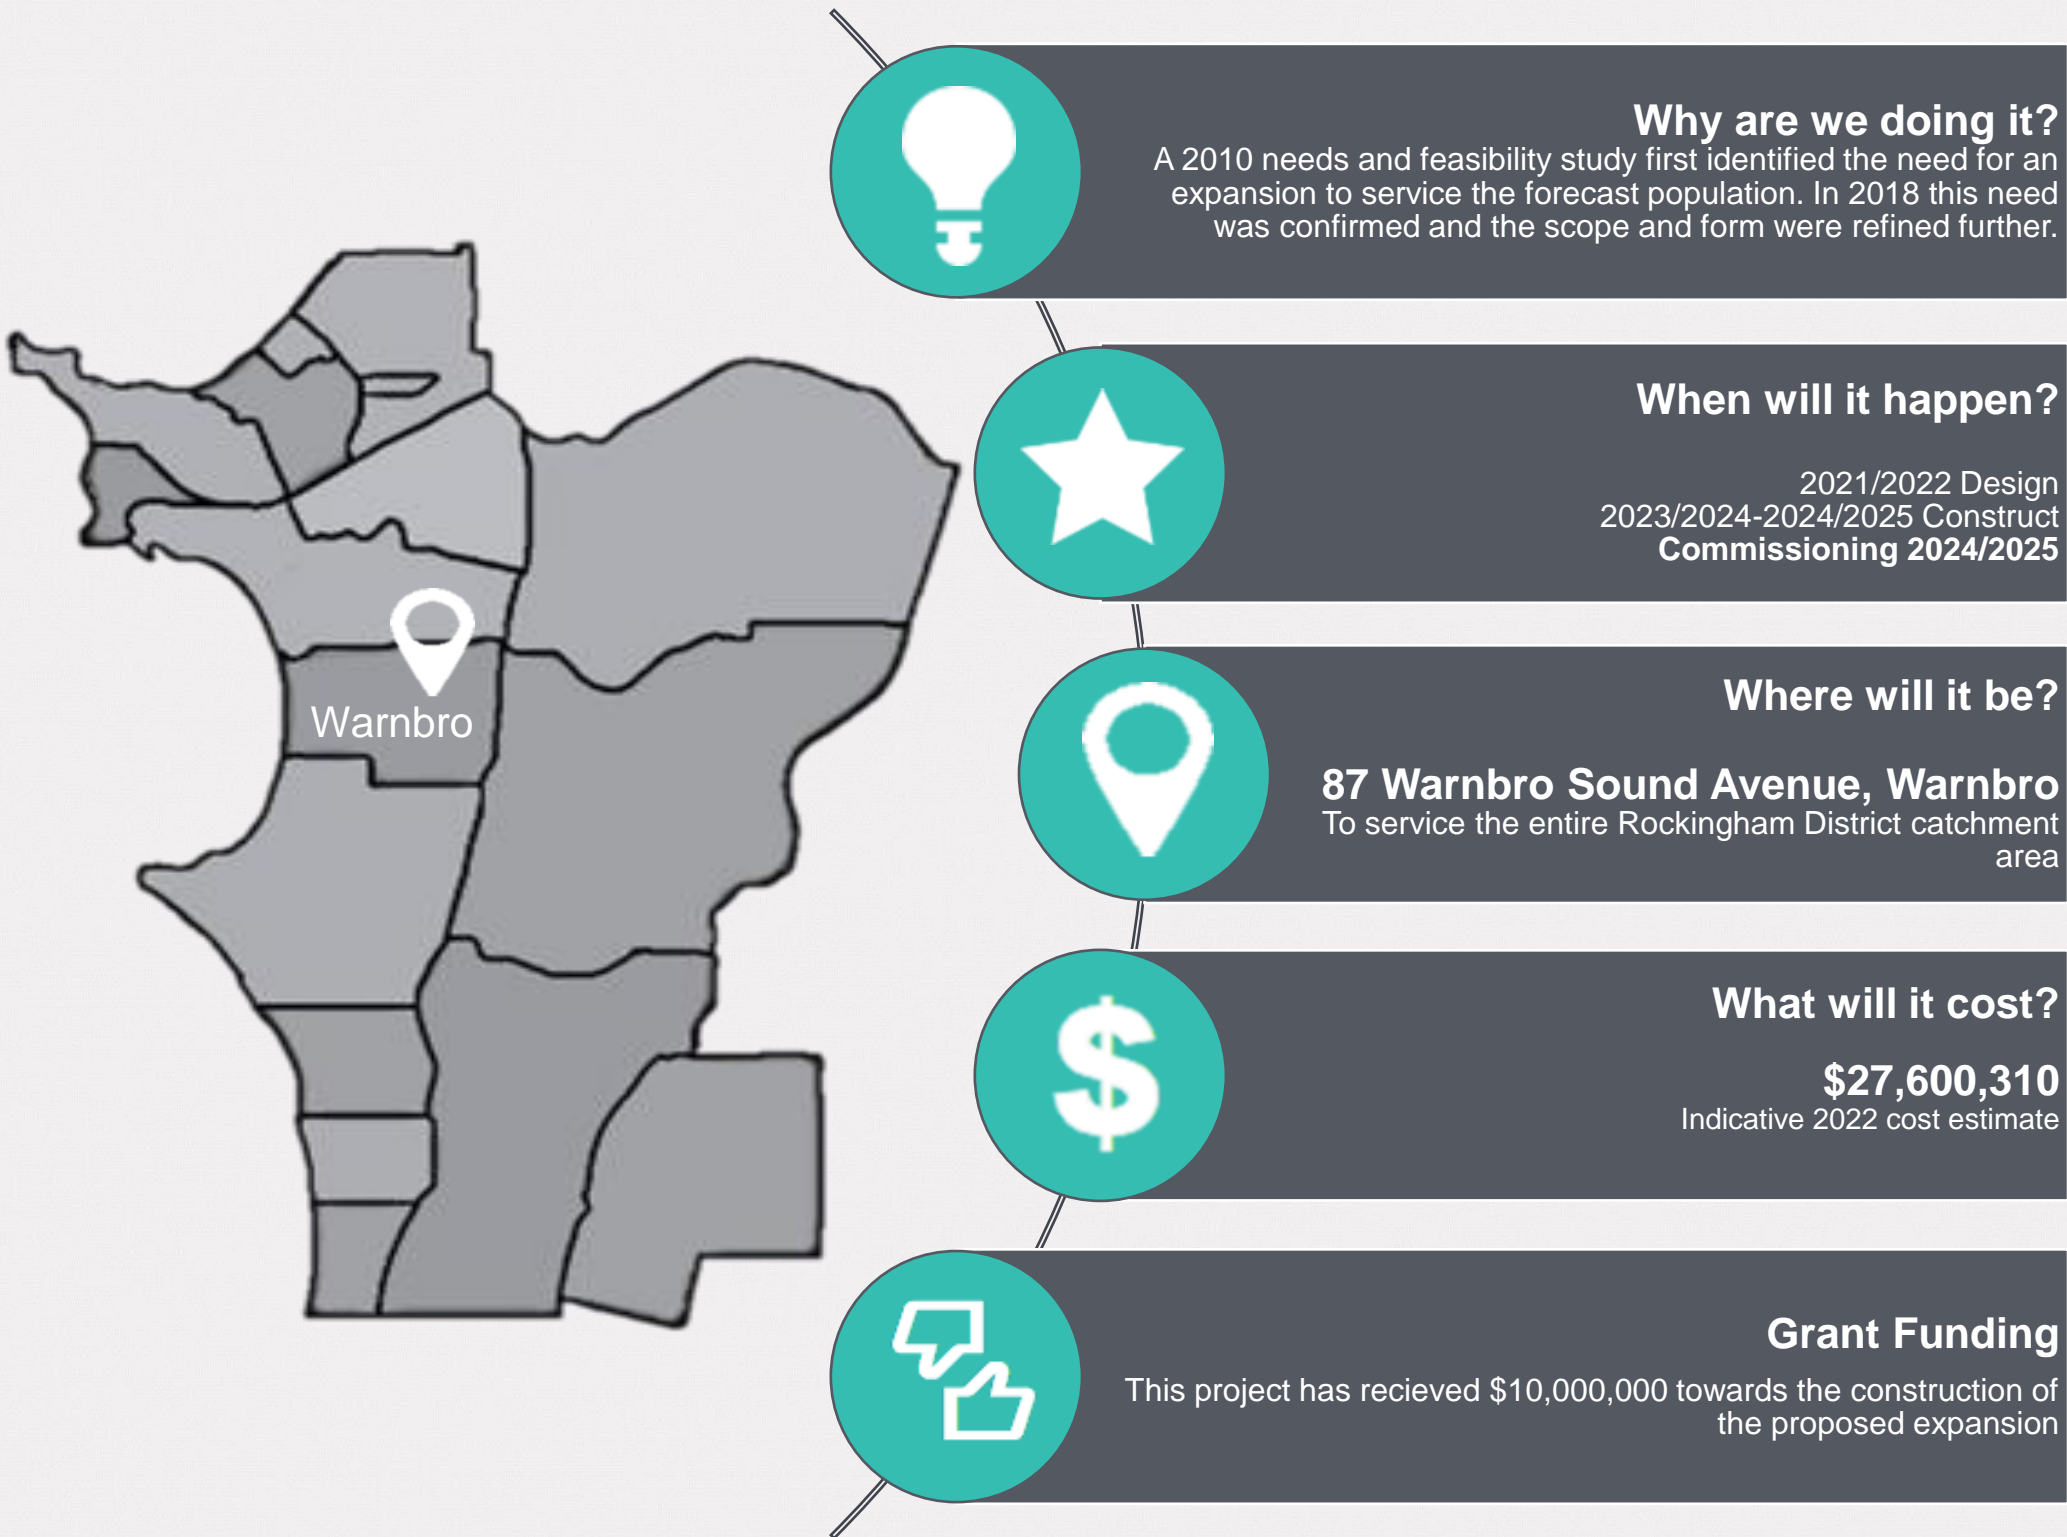 Why are we doing it?
A 2010 needs and feasibility study first identified the need for an
expansion to service the forecast population. In 2018 this need
was confirmed and the scope and form were refined further.
When will it happen?
2021/2022 Design
2023/2024-2024/2025 Construct
Commissioning 2024/2025
Warnbro
Where will it be?
87 Warnbro Sound Avenue, Warnbro
To service the entire Rockingham District catchment
area
What will it cost?
$
$27,600,310
Indicative 2022 cost estimate
Grant Funding
This project has recieved $10,000,000 towards the construction of
the proposed expansion